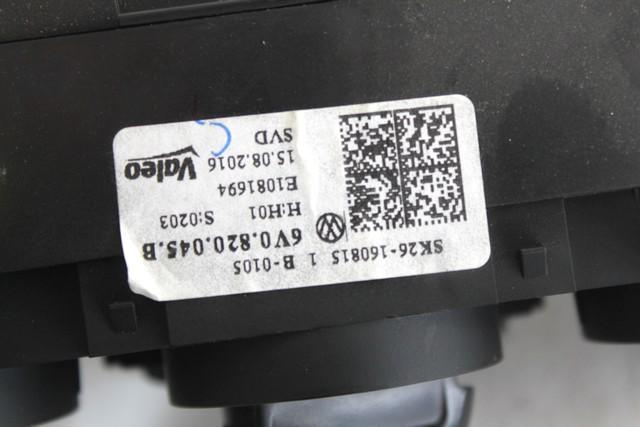 SK26-160815 1 B-0105
6V0.820.045.B
H:H01 S:0203
E1081694
15.08.2016 Valeo
SVD